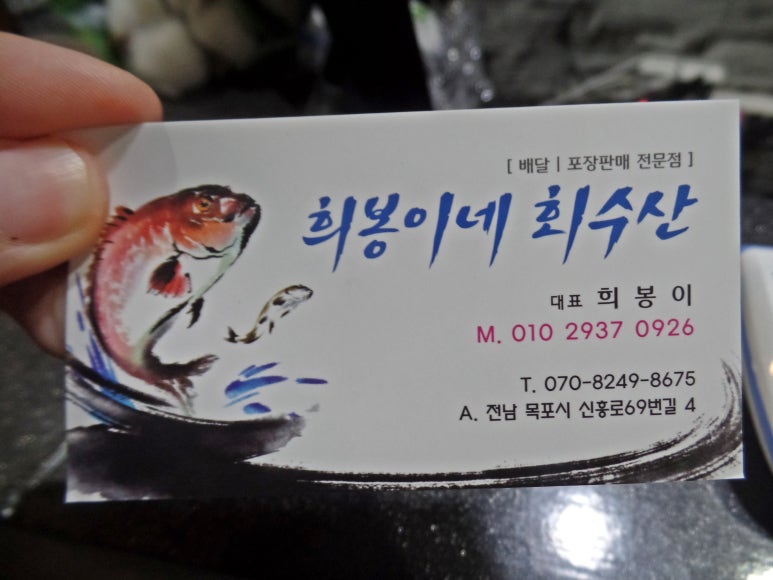 [ 배달 | 포장판매 전문점 ]
희봉이네 회수산
대표 희봉이
M. 010 2937 0926
T. 070-8249-8675
A. 전남 목포시 신흥로69번길 4